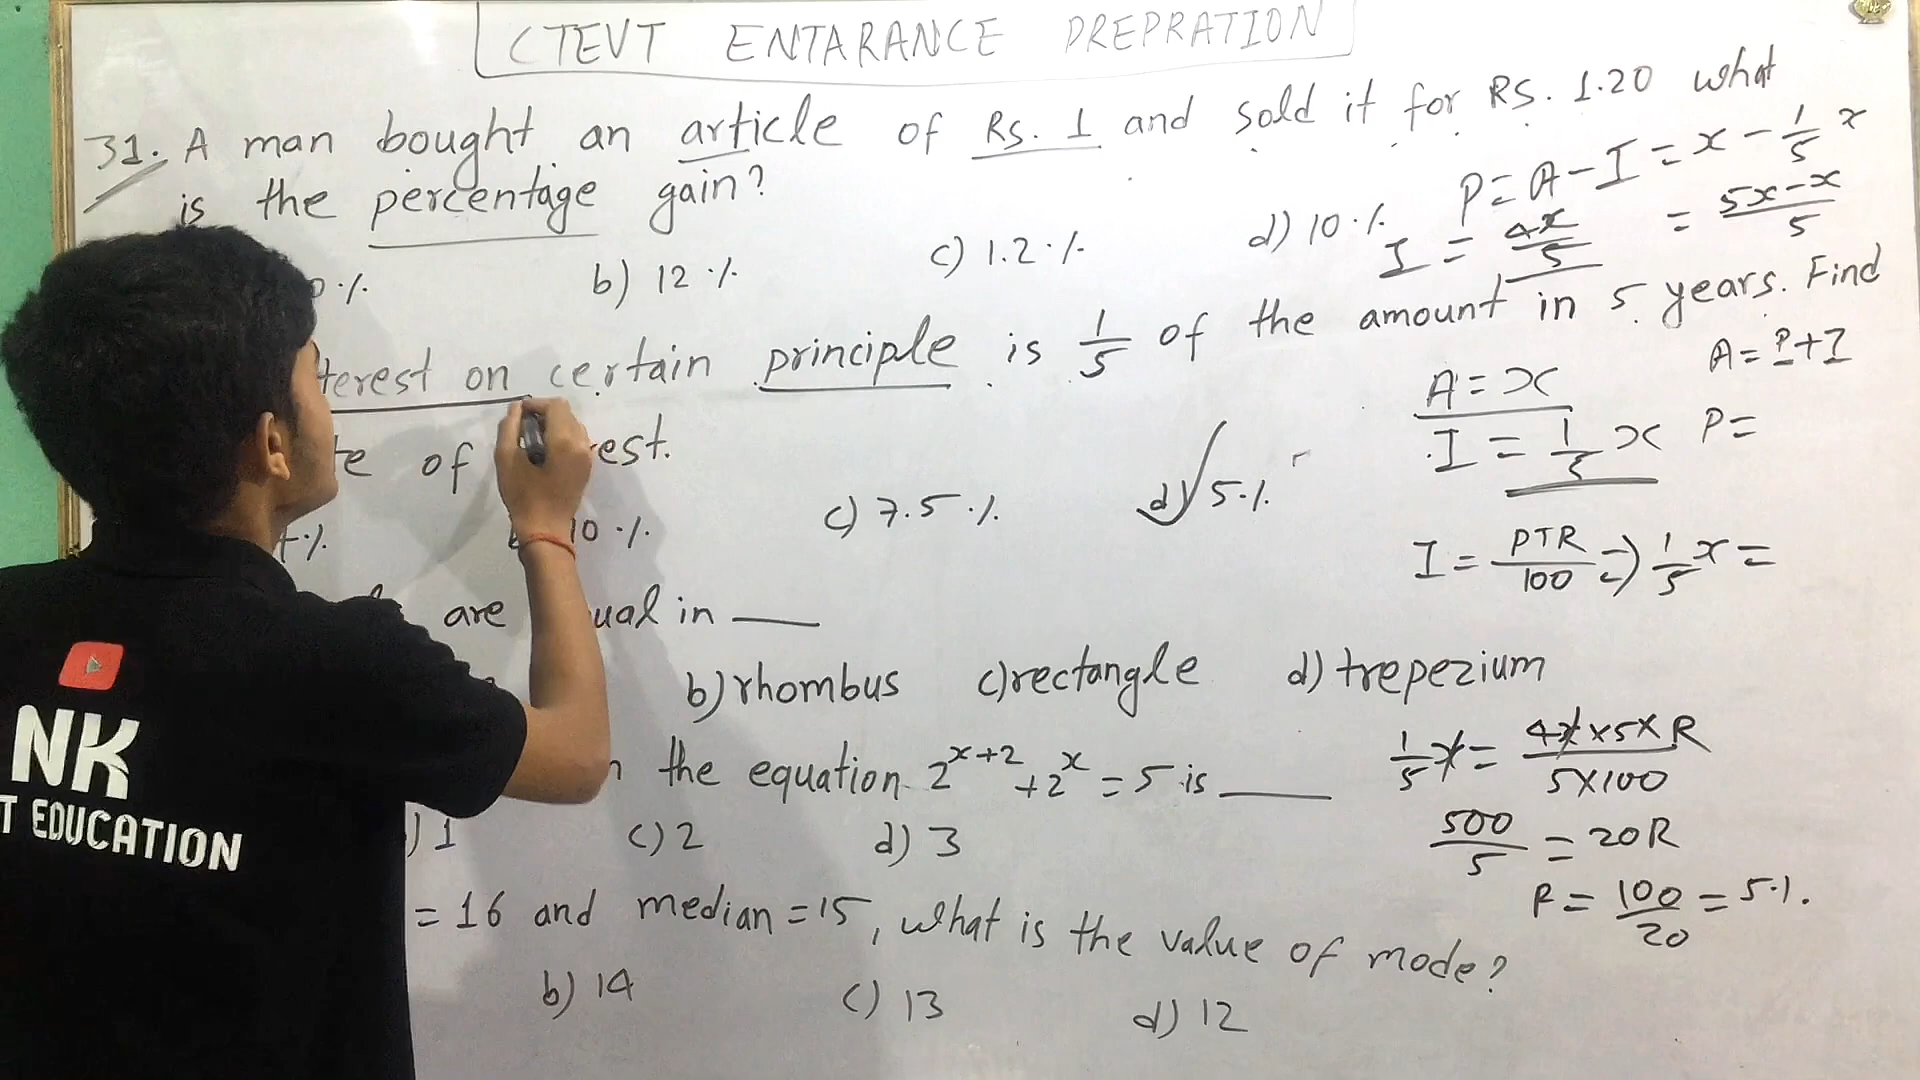 CTEVT ENTARANCE PREPRATION
31. A man bought an article of Rs. 1 and sold it for RS. 1.20 what
is the percentage gain?
b) 12 % c) 1.2 % d) 10 %
P = A - I = x - 1/5 x
= 5x-x/5
I = 4x/5
terest on certain principle is 1/5 of the amount in 5 years. Find
te of rest.
10 % c) 7.5 % d) 5 %
A = P+I
A = x
I = 1/5 x P =
I = PTR/100 => 1/5 x =
are ual in ___
b) rhombus c) rectangle d) trepezium
1/5 x = 4x×5×R/5×100
500/5 = 20R
R = 100/20 = 5%.
n the equation 2^x+2 + 2^x = 5 is ___
) 1 c) 2 d) 3
= 16 and median = 15, what is the value of mode?
b) 14 c) 13 d) 12
NK
T EDUCATION